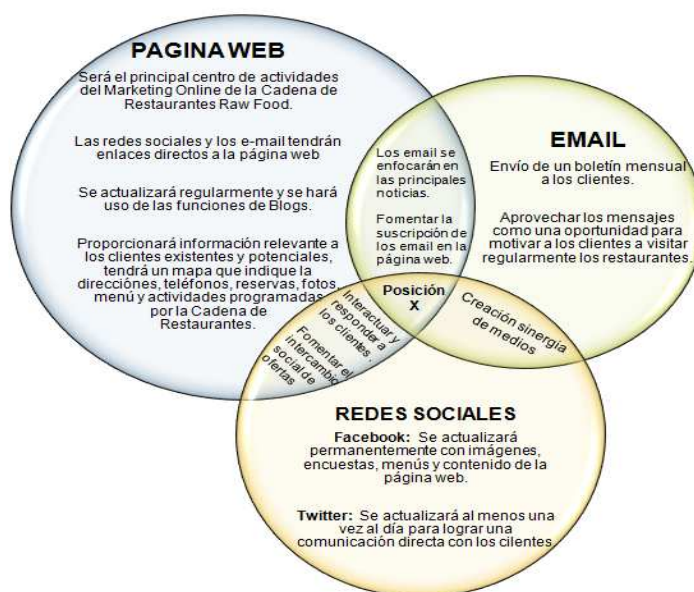 PAGINA WEB
Será el principal centro de actividades
del Marketing Online de la Cadena de
Restaurantes Raw Food.
Las redes sociales y los e-mail tendrán
enlaces directos a la página web
Se actualizará regularmente y se hará
uso de las funciones de Blogs.
Proporcionará información relevante a
los clientes existentes y potenciales,
tendrá un mapa que indique la
direcciónes, teléfonos, reservas, fotos,
menú y actividades programadas
por la Cadena de
Restaurantes.
Los email se
enfocarán en
las principales
noticias.
Fomentar la
suscripción de
los email en la
página web.
EMAIL
Envío de un boletín mensual
a los clientes.
Aprovechar los mensajes
como una oportunidad para
motivar a los clientes a visitar
regularmente los restaurantes.
Posición
X
Interactuar y
responder a
los clientes.
Fomentar el
intercambio
social de
ofertas
Creación sinergia
de medios
REDES SOCIALES
Facebook: Se actualizará
permanentemente con imágenes,
encuestas, menús y contenido de la
página web.
Twitter: Se actualizará al menos una
vez al día para lograr una
comunicación directa con los cilentes.